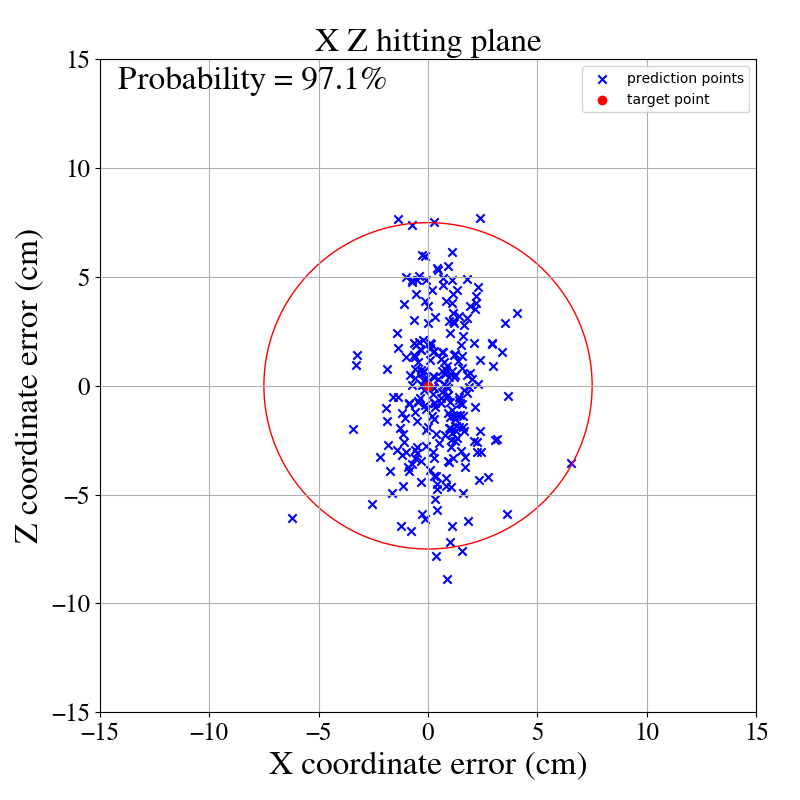 X Z hitting plane
Probability = 97.1%
prediction points
target point
Z coordinate error (cm)
15
10
5
0
−5
−10
−15
−15
−10
−5
0
5
10
15
X coordinate error (cm)